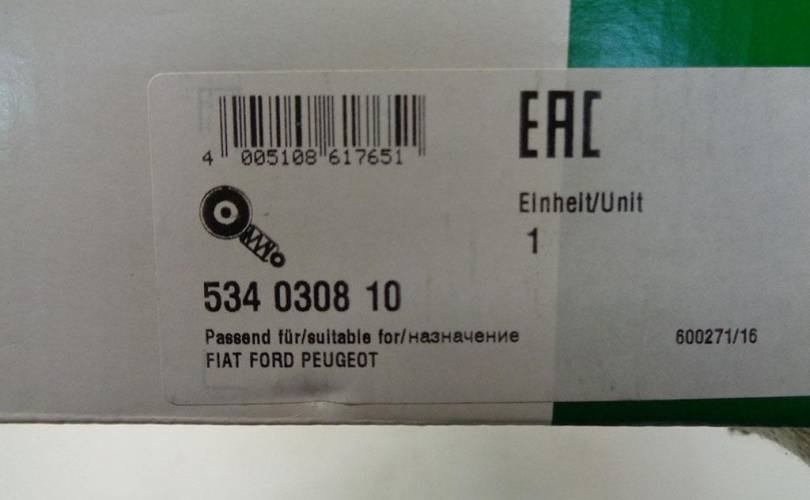 EAC
4 005108 617651
Einheit/Unit
1
534 0308 10
Passend für/suitable for/назначение
600271/16
FIAT FORD PEUGEOT